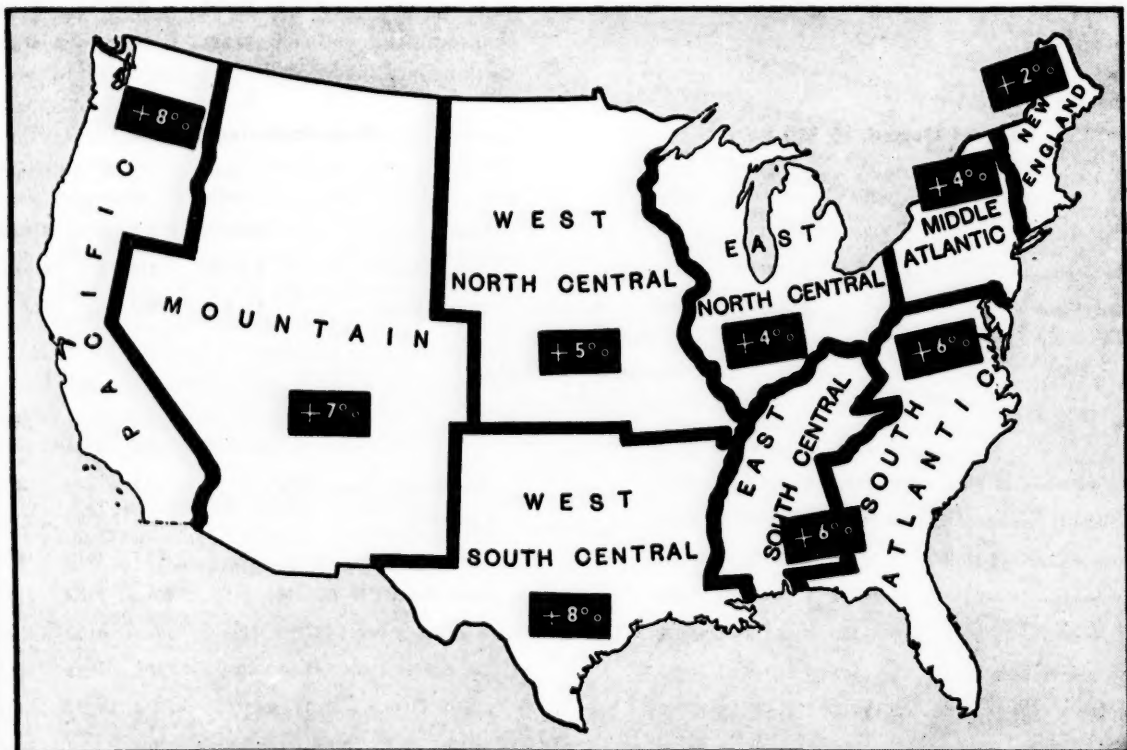 +8%
PACIFIC
MOUNTAIN
+7%
WEST
NORTH CENTRAL
+5%
WEST
SOUTH CENTRAL
+8%
EAST
NORTH CENTRAL
+4%
EAST
SOUTH CENTRAL
+6%
+2%
NEW
ENGLAND
+4%
MIDDLE
ATLANTIC
+6%
SOUTH
ATLANTIC